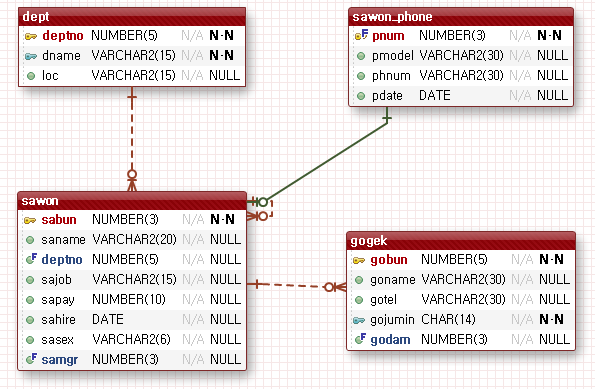 dept
deptno NUMBER(5) N/A N-N
dname VARCHAR2(15) N/A N-N
loc VARCHAR2(15) N/A NULL
sawon_phone
pnum NUMBER(3) N/A N-N
pmodel VARCHAR2(30) N/A NULL
phnum VARCHAR2(30) N/A NULL
pdate DATE N/A NULL
sawon
sabun NUMBER(3) N/A N-N
saname VARCHAR2(20) N/A NULL
deptno NUMBER(5) N/A NULL
sajob VARCHAR2(15) N/A NULL
sapay NUMBER(10) N/A NULL
sahire DATE N/A NULL
sasex VARCHAR2(6) N/A NULL
samgr NUMBER(3) N/A NULL
gogek
gobun NUMBER(5) N/A N-N
goname VARCHAR2(30) N/A NULL
gotel VARCHAR2(30) N/A NULL
gojumin CHAR(14) N/A N-N
godam NUMBER(3) N/A NULL